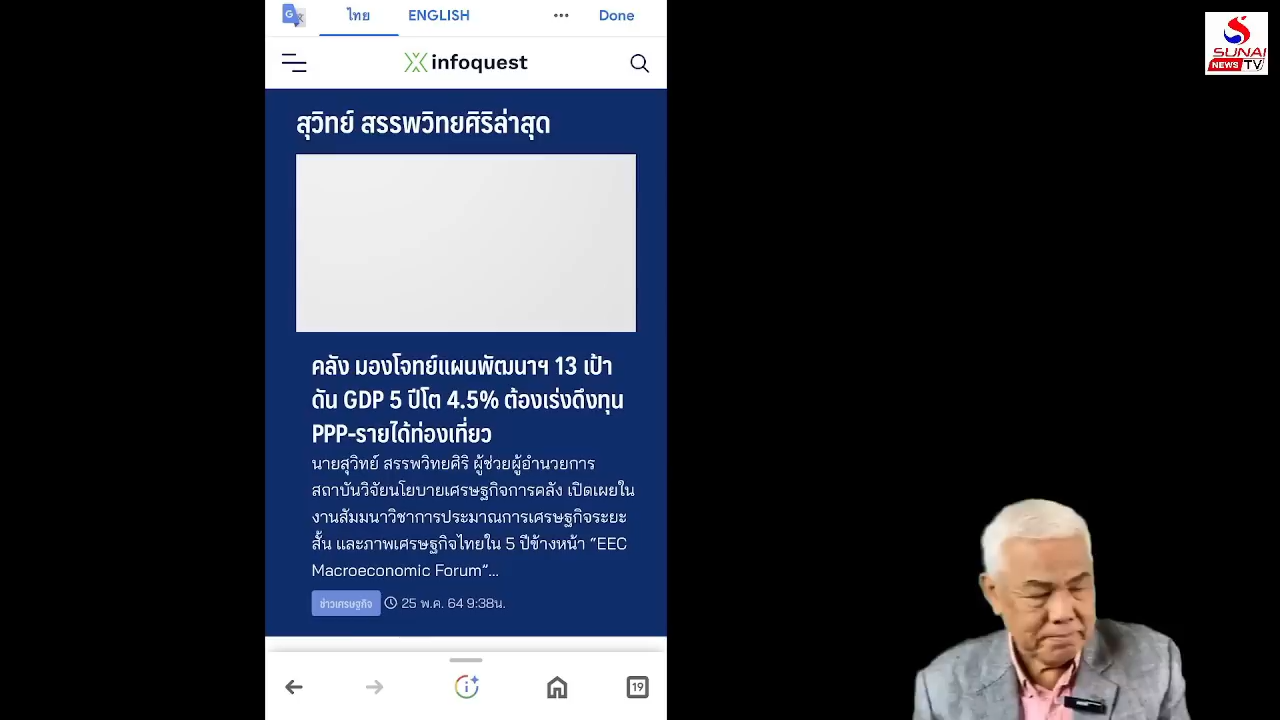 ไทย ENGLISH ••• Done
infoquest
SUNAI
NEWS TV
สุวิทย์ สรรพวิทยศิริล่าสุด
คลัง มองโจทย์แผนพัฒนาฯ 13 เป้า
ดัน GDP 5 ปีโต 4.5% ต้องเร่งดึงทุน
PPP-รายได้ท่องเที่ยว
นายสุวิทย์ สรรพวิทยศิริ ผู้ช่วยผู้อำนวยการ
สถาบันวิจัยนโยบายเศรษฐกิจการคลัง เปิดเผยใน
งานสัมมนาวิชาการประมาณการเศรษฐกิจระยะ
สั้น และภาพเศรษฐกิจไทยใน 5 ปีข้างหน้า “EEC
Macroeconomic Forum”...
ข่าวเศรษฐกิจ 25 พ.ค. 64 9:38น.
19